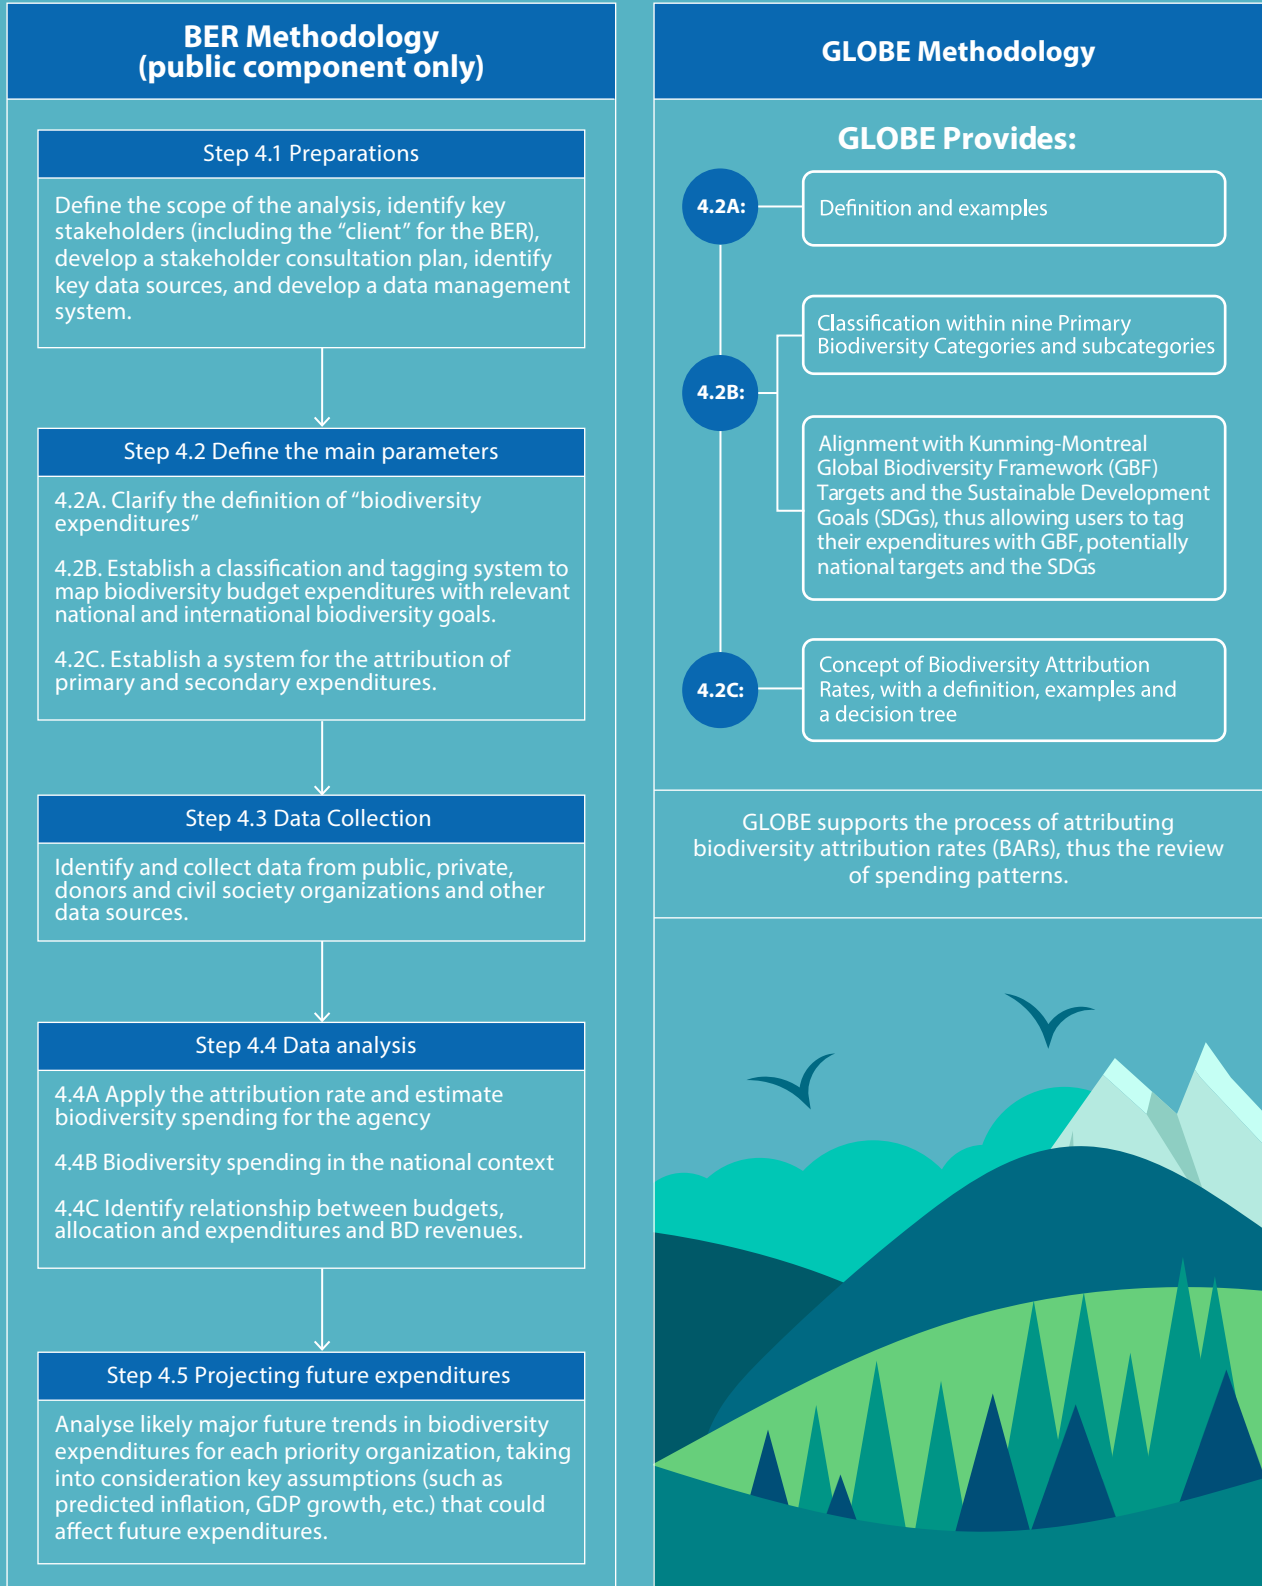 BER Methodology
(public component only)
Step 4.1 Preparations
Define the scope of the analysis, identify key
stakeholders (including the “client” for the BER),
develop a stakeholder consultation plan, identify
key data sources, and develop a data management
system.
Step 4.2 Define the main parameters
4.2A. Clarify the definition of “biodiversity
expenditures”
4.2B. Establish a classification and tagging system to
map biodiversity budget expenditures with relevant
national and international biodiversity goals.
4.2C. Establish a system for the attribution of
primary and secondary expenditures.
Step 4.3 Data Collection
Identify and collect data from public, private,
donors and civil society organizations and other
data sources.
Step 4.4 Data analysis
4.4A Apply the attribution rate and estimate
biodiversity spending for the agency
4.4B Biodiversity spending in the national context
4.4C Identify relationship between budgets,
allocation and expenditures and BD revenues.
Step 4.5 Projecting future expenditures
Analyse likely major future trends in biodiversity
expenditures for each priority organization, taking
into consideration key assumptions (such as
predicted inflation, GDP growth, etc.) that could
affect future expenditures.
GLOBE Methodology
GLOBE Provides:
4.2A:
Definition and examples
4.2B:
Classification within nine Primary
Biodiversity Categories and subcategories
Alignment with Kunming-Montreal
Global Biodiversity Framework (GBF)
Targets and the Sustainable Development
Goals (SDGs), thus allowing users to tag
their expenditures with GBF, potentially
national targets and the SDGs
4.2C:
Concept of Biodiversity Attribution
Rates, with a definition, examples and
a decision tree
GLOBE supports the process of attributing
biodiversity attribution rates (BARs), thus the review
of spending patterns.